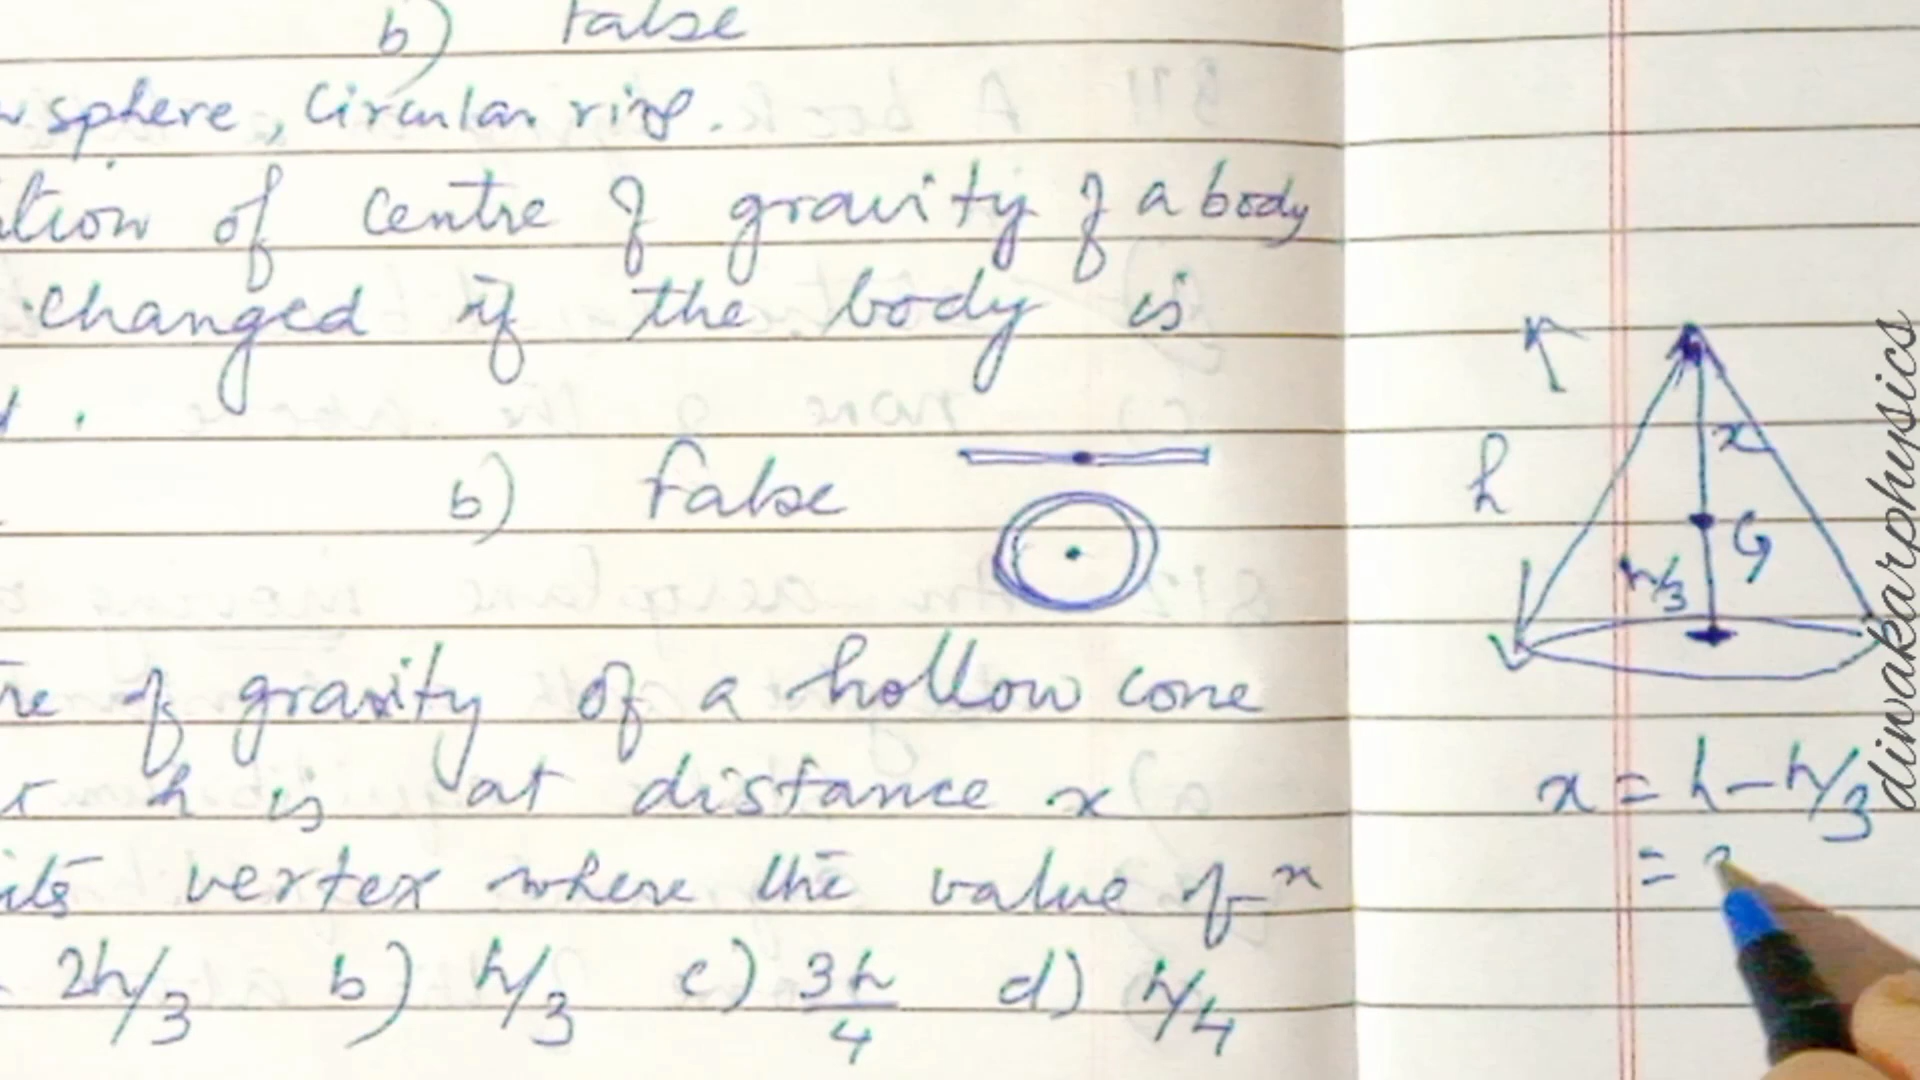 b) False
sphere, Circular ring.
tion of centre of gravity of a body
changed if the body is
b) False
re of gravity of a hollow cone
r h is at distance x
its vertex where the value of x
2h/3 b) h/3 c) 3h/4 d) h/4
h
x
G
h/3
x = h - h/3
=
diwakarphysics